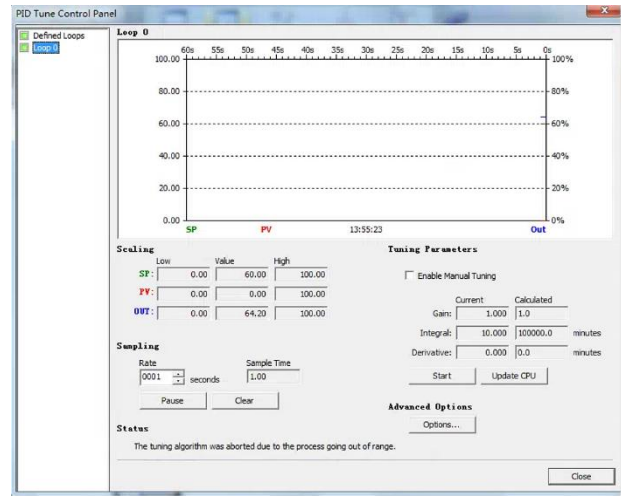 PID Tune Control Panel
Defined Loops
Loop 0
Loop 0
60s 55s 50s 45s 40s 35s 30s 25s 20s 15s 10s 5s 0s
100.00 100%
80.00 80%
60.00 60%
40.00 40%
20.00 20%
0.00 0%
SP PV 13:55:23 Out
Scaling
Low Value High
SP: 0.00 60.00 100.00
PV: 0.00 0.00 100.00
OUT: 0.00 64.20 100.00
Sampling
Rate Sample Time
0001 seconds 1.00
Pause Clear
Status
The tuning algorithm was aborted due to the process going out of range.
Tuning Parameters
Enable Manual Tuning
Current Calculated
Gain: 1.000 1.0
Integral: 10.000 100000.0 minutes
Derivative: 0.000 0.0 minutes
Start Update CPU
Advanced Options
Options...
Close